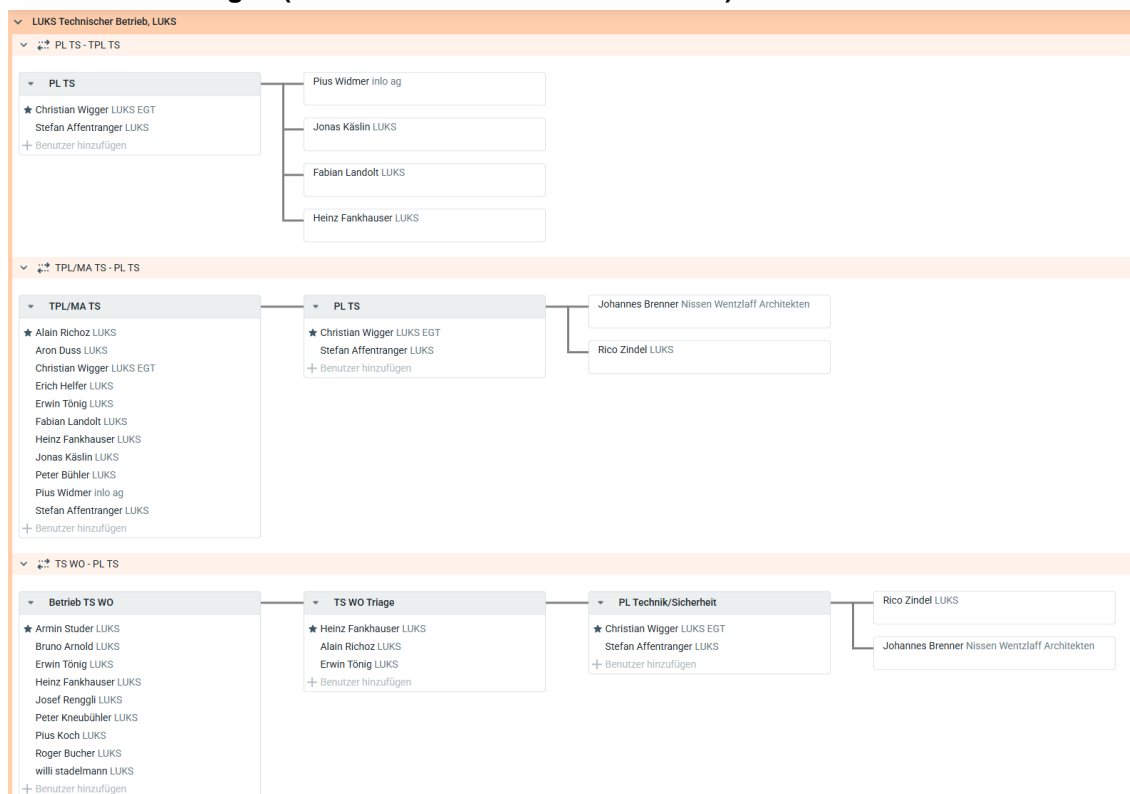 LUKS Technischer Betrieb, LUKS
PL TS - TPL TS
PL TS
Christian Wigger LUKS EGT
Stefan Affentranger LUKS
Benutzer hinzufügen
Pius Widmer inlo ag
Jonas Käslin LUKS
Fabian Landolt LUKS
Heinz Fankhauser LUKS
TPL/MA TS - PL TS
TPL/MA TS
Alain Richoz LUKS
Aron Duss LUKS
Christian Wigger LUKS EGT
Erich Helfer LUKS
Erwin Tönig LUKS
Fabian Landolt LUKS
Heinz Fankhauser LUKS
Jonas Käslin LUKS
Peter Bühler LUKS
Pius Widmer inlo ag
Stefan Affentranger LUKS
Benutzer hinzufügen
PL TS
Christian Wigger LUKS EGT
Stefan Affentranger LUKS
Benutzer hinzufügen
Johannes Brenner Nissen Wentzlaff Architekten
Rico Zindel LUKS
TS WO - PL TS
Betrieb TS WO
Armin Studer LUKS
Bruno Arnold LUKS
Erwin Tönig LUKS
Heinz Fankhauser LUKS
Josef Renggli LUKS
Peter Kneubühler LUKS
Pius Koch LUKS
Roger Bucher LUKS
willi stadelmann LUKS
Benutzer hinzufügen
TS WO Triage
Heinz Fankhauser LUKS
Alain Richoz LUKS
Erwin Tönig LUKS
Benutzer hinzufügen
PL Technik/Sicherheit
Christian Wigger LUKS EGT
Stefan Affentranger LUKS
Benutzer hinzufügen
Rico Zindel LUKS
Johannes Brenner Nissen Wentzlaff Architekten